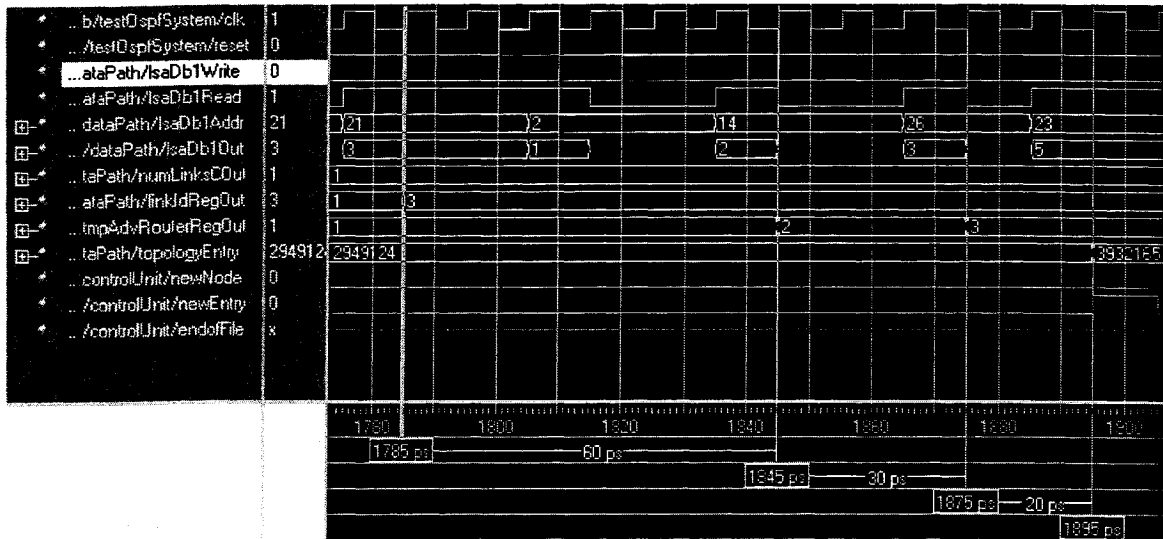 ...b/testOspfSystem/clk 1
.../testOspfSystem/reset 0
...ataPath/lsaDb1Write 0
...ataPath/lsaDb1Read 1
...dataPath/lsaDb1Addr 21 21 2 14 26 23
.../dataPath/lsaDb1Out 3 3 1 2 3 5
...taPath/numLinksCOut 1 1
...ataPath/linkIdRegOut 3 1 3
...tmpAdvRouterRegOut 1 1 2 3
...taPath/topologyEntry 2949124 2949124 3932165
...controlUnit/newNode 0
.../controlUnit/newEntry 0
.../controlUnit/endofFile x
1780 1800 1820 1840 1860 1880 1900
1785 ps 60 ps
1845 ps 30 ps
1875 ps 20 ps
1895 ps